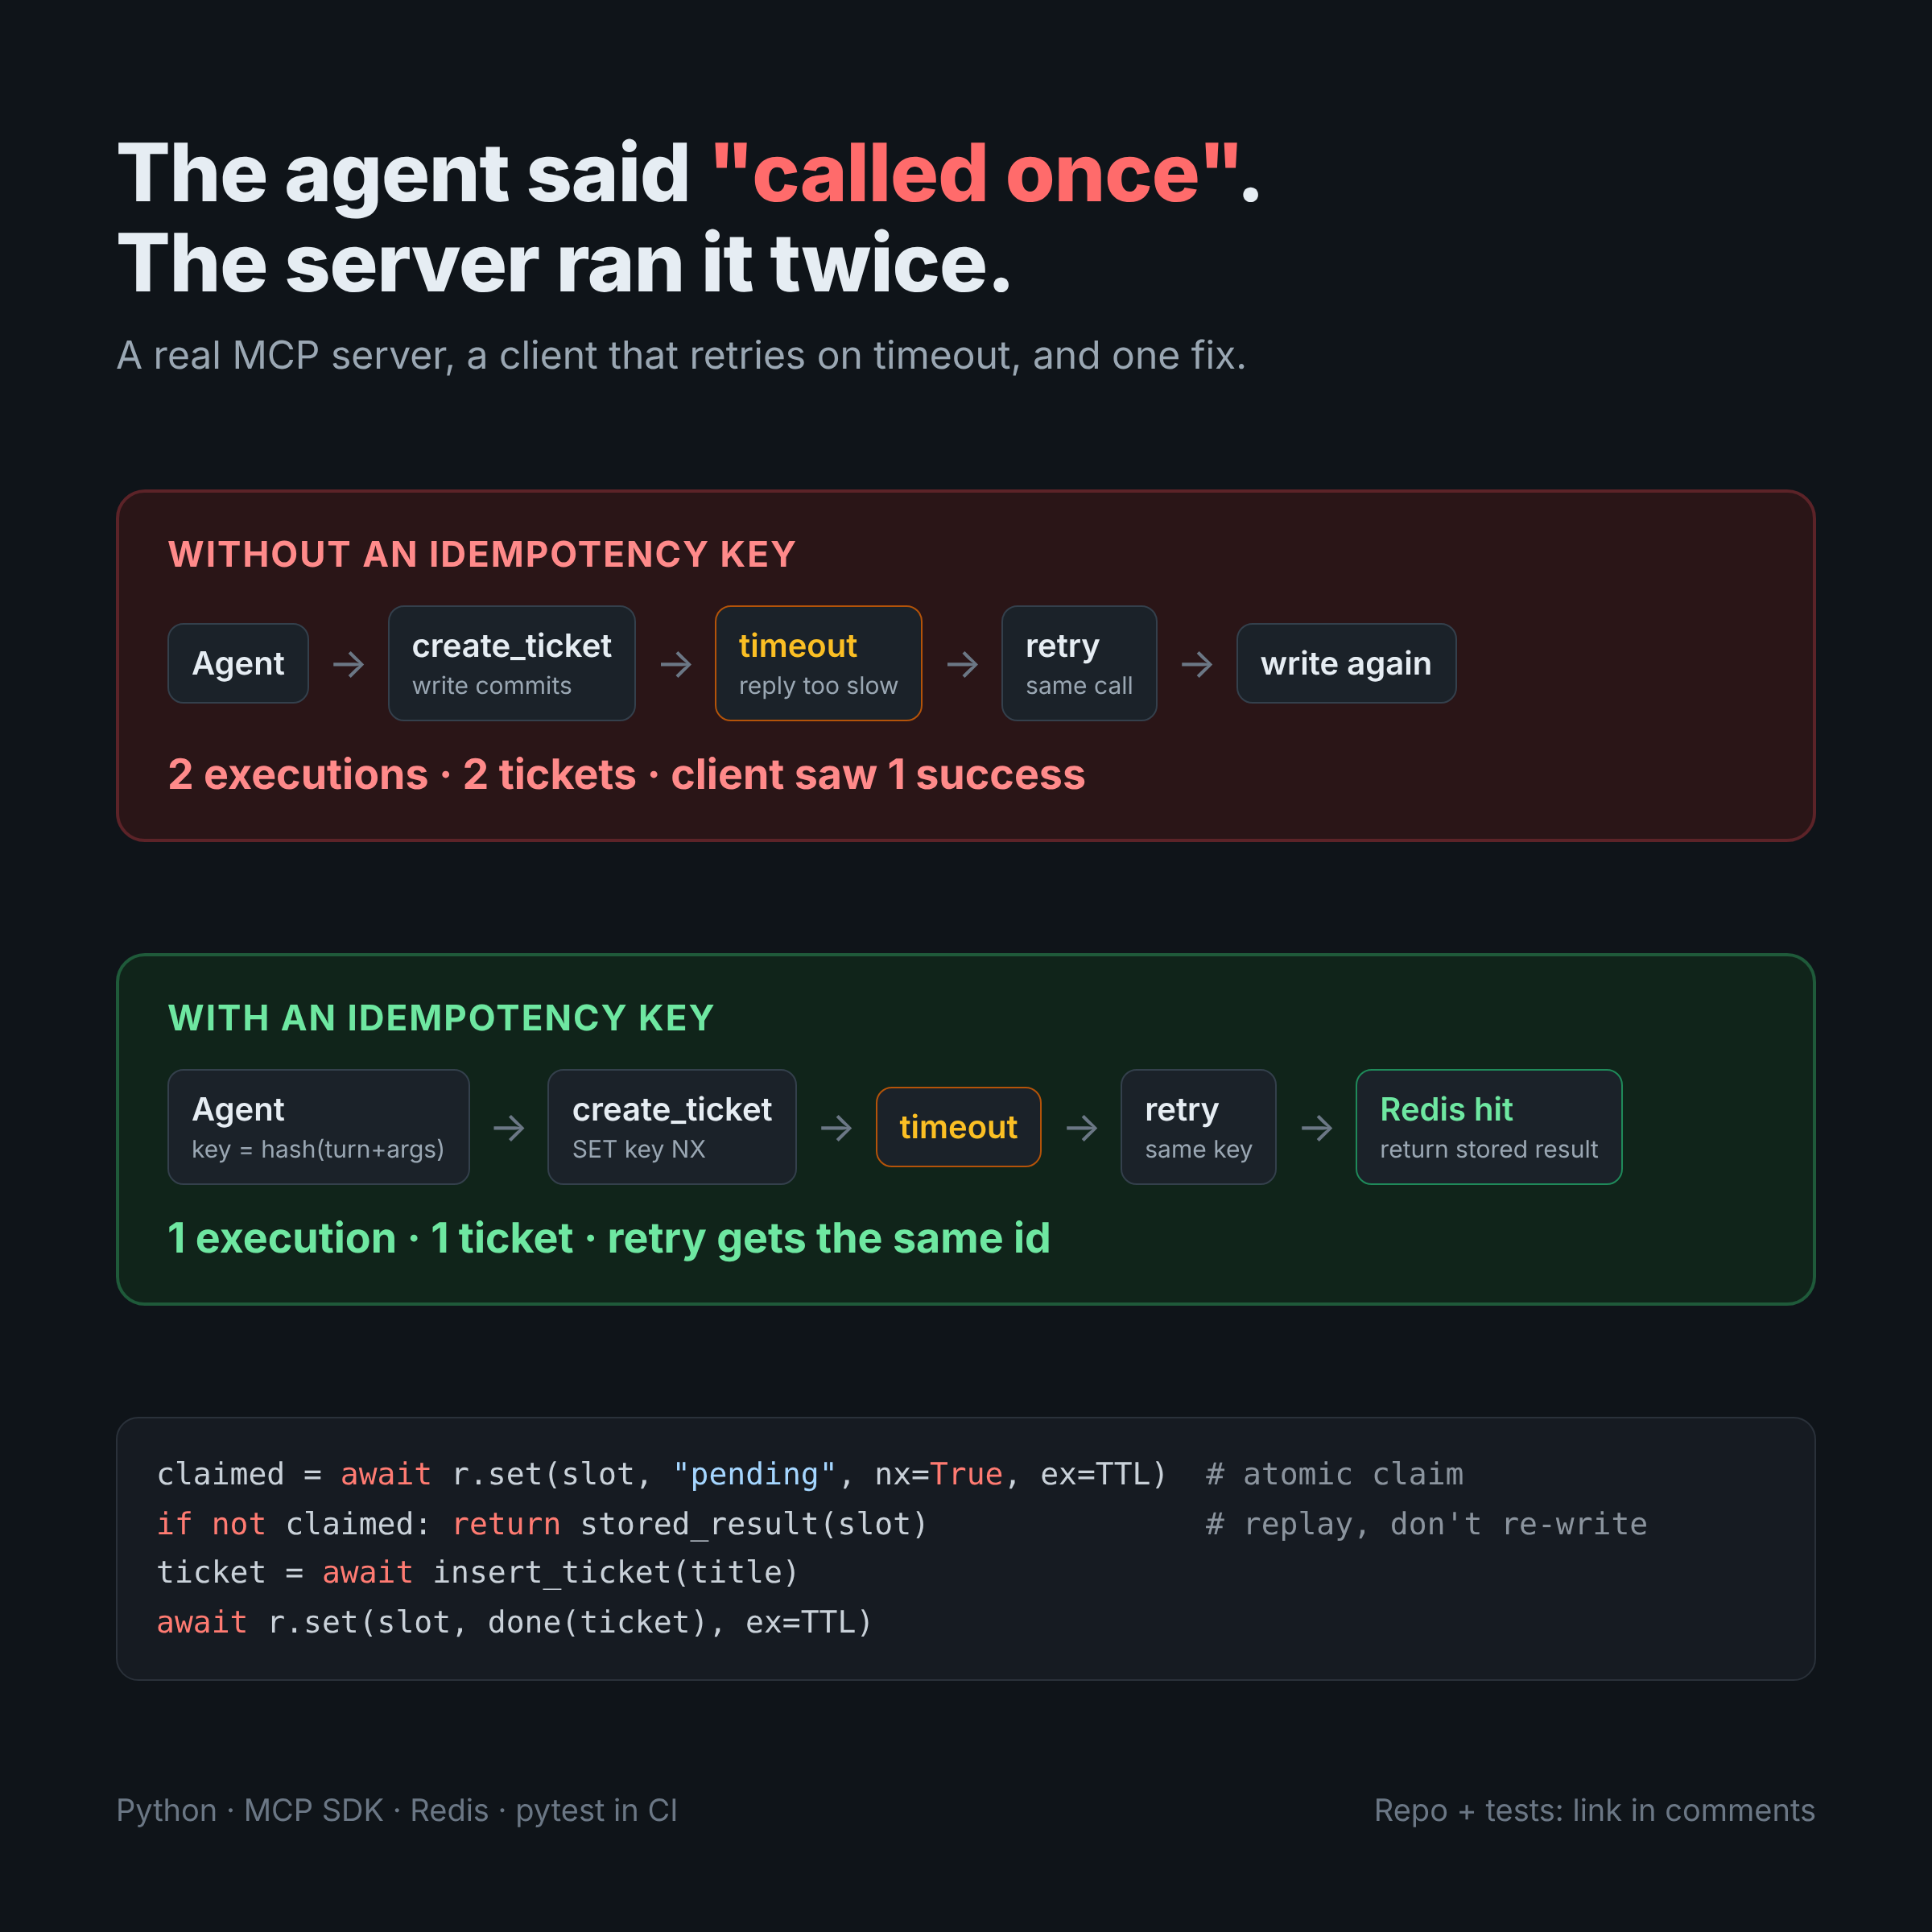 The agent said "called once".
The server ran it twice.
A real MCP server, a client that retries on timeout, and one fix.
WITHOUT AN IDEMPOTENCY KEY
Agent
→
create_ticket
write commits
→
timeout
reply too slow
→
retry
same call
→
write again
2 executions · 2 tickets · client saw 1 success
WITH AN IDEMPOTENCY KEY
Agent
key = hash(turn+args)
→
create_ticket
SET key NX
→
timeout
→
retry
same key
→
Redis hit
return stored result
1 execution · 1 ticket · retry gets the same id
claimed = await r.set(slot, "pending", nx=True, ex=TTL)  # atomic claim
if not claimed: return stored_result(slot)               # replay, don't re-write
ticket = await insert_ticket(title)
await r.set(slot, done(ticket), ex=TTL)
Python · MCP SDK · Redis · pytest in CI
Repo + tests: link in comments